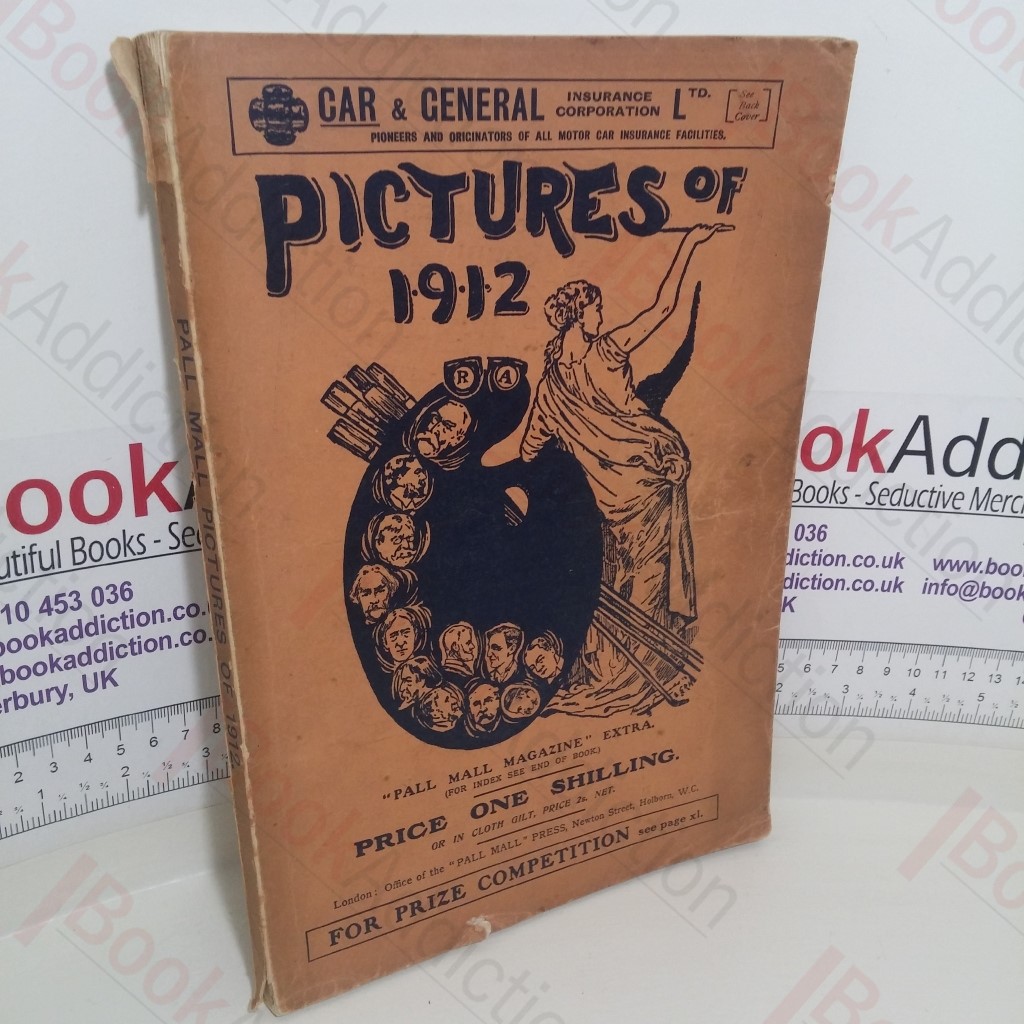 CAR & GENERAL INSURANCE CORPORATION LTD.
See Back Cover
PIONEERS AND ORIGINATORS OF ALL MOTOR CAR INSURANCE FACILITIES.
PICTURES OF
1·9·1·2
R A
"PALL MALL MAGAZINE" EXTRA.
(FOR INDEX SEE END OF BOOK.)
PRICE ONE SHILLING.
OR IN CLOTH GILT, PRICE 2s. NET.
London: Office of the "PALL MALL" PRESS, Newton Street, Holborn, W.C.
FOR PRIZE COMPETITION see page xl.
PALL MALL PICTURES OF 1912
ookA
utiful Books - Sed
10 453 036
bookaddiction.co.u
bookaddiction.co.
erbury, UK
ookAdd
Books - Seductive Merc
036
ddiction.co.uk www.book
ddiction.co.uk info@book
K
BookAddiction